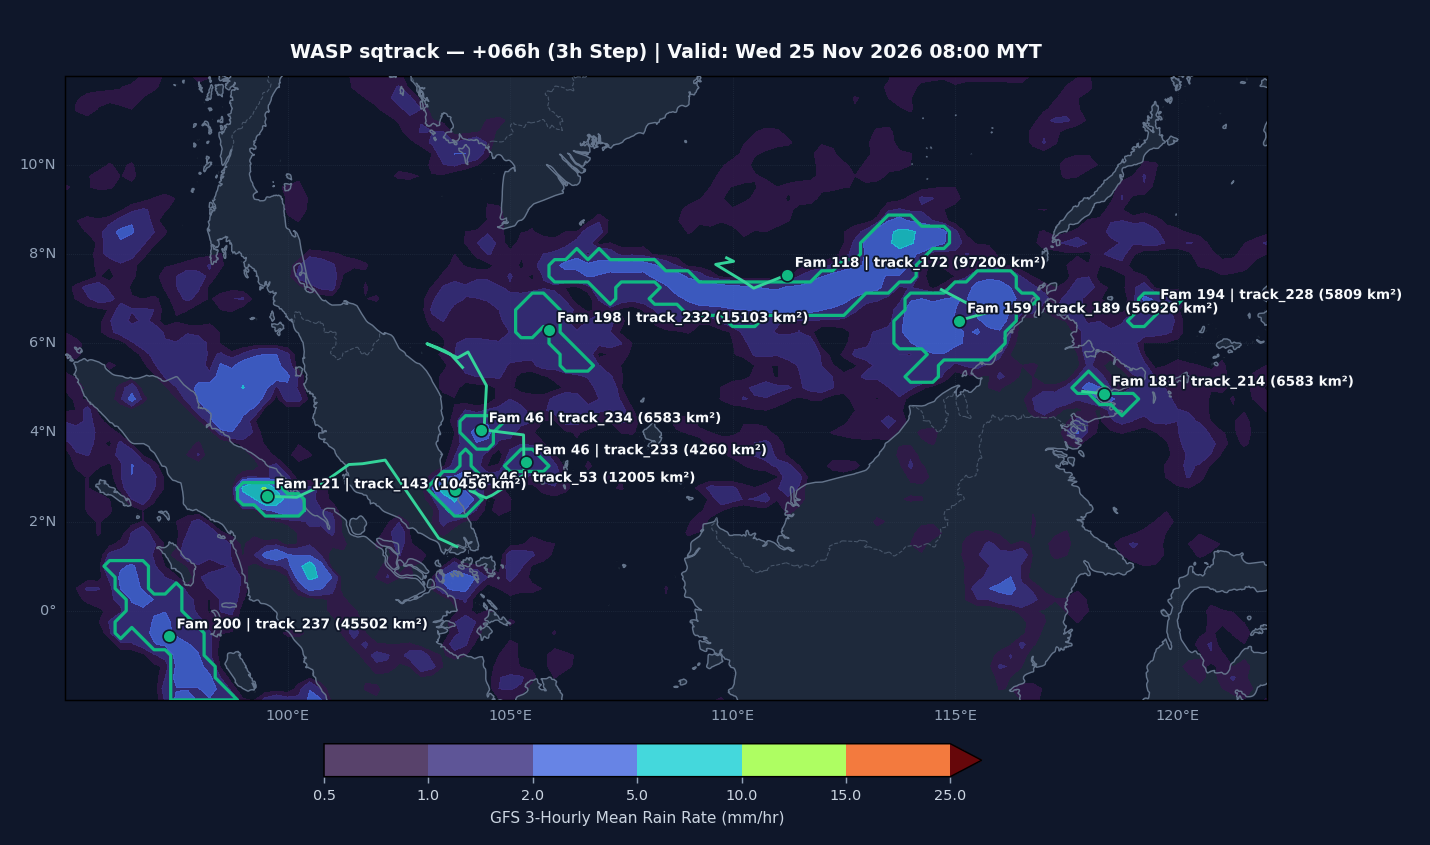 WASP sqtrack — +066h (3h Step) | Valid: Wed 25 Nov 2026 08:00 MYT
10°N
8°N
6°N
4°N
2°N
0°
Fam 118 | track_172 (97200 km²)
Fam 194 | track_228 (5809 km²)
Fam 159 | track_189 (56926 km²)
Fam 198 | track_232 (15103 km²)
Fam 181 | track_214 (6583 km²)
Fam 46 | track_234 (6583 km²)
Fam 46 | track_233 (4260 km²)
Fam 46 | track_53 (12005 km²)
Fam 121 | track_143 (10456 km²)
Fam 200 | track_237 (45502 km²)
100°E 105°E 110°E 115°E 120°E
0.5 1.0 2.0 5.0 10.0 15.0 25.0
GFS 3-Hourly Mean Rain Rate (mm/hr)